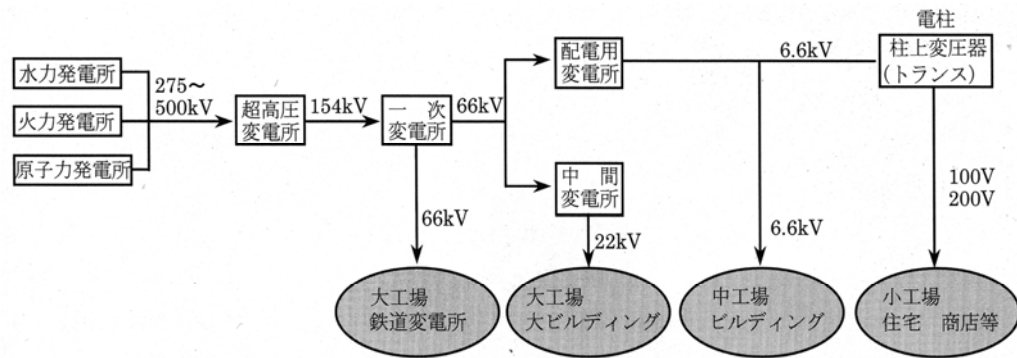 水力発電所
火力発電所
原子力発電所
275～
500kV
超高圧
変電所
154kV
一次
変電所
66kV
66kV
配電用
変電所
中間
変電所
22kV
6.6kV
6.6kV
電柱
柱上変圧器
(トランス)
100V
200V
大工場
鉄道変電所
大工場
大ビルディング
中工場
ビルディング
小工場
住宅 商店等